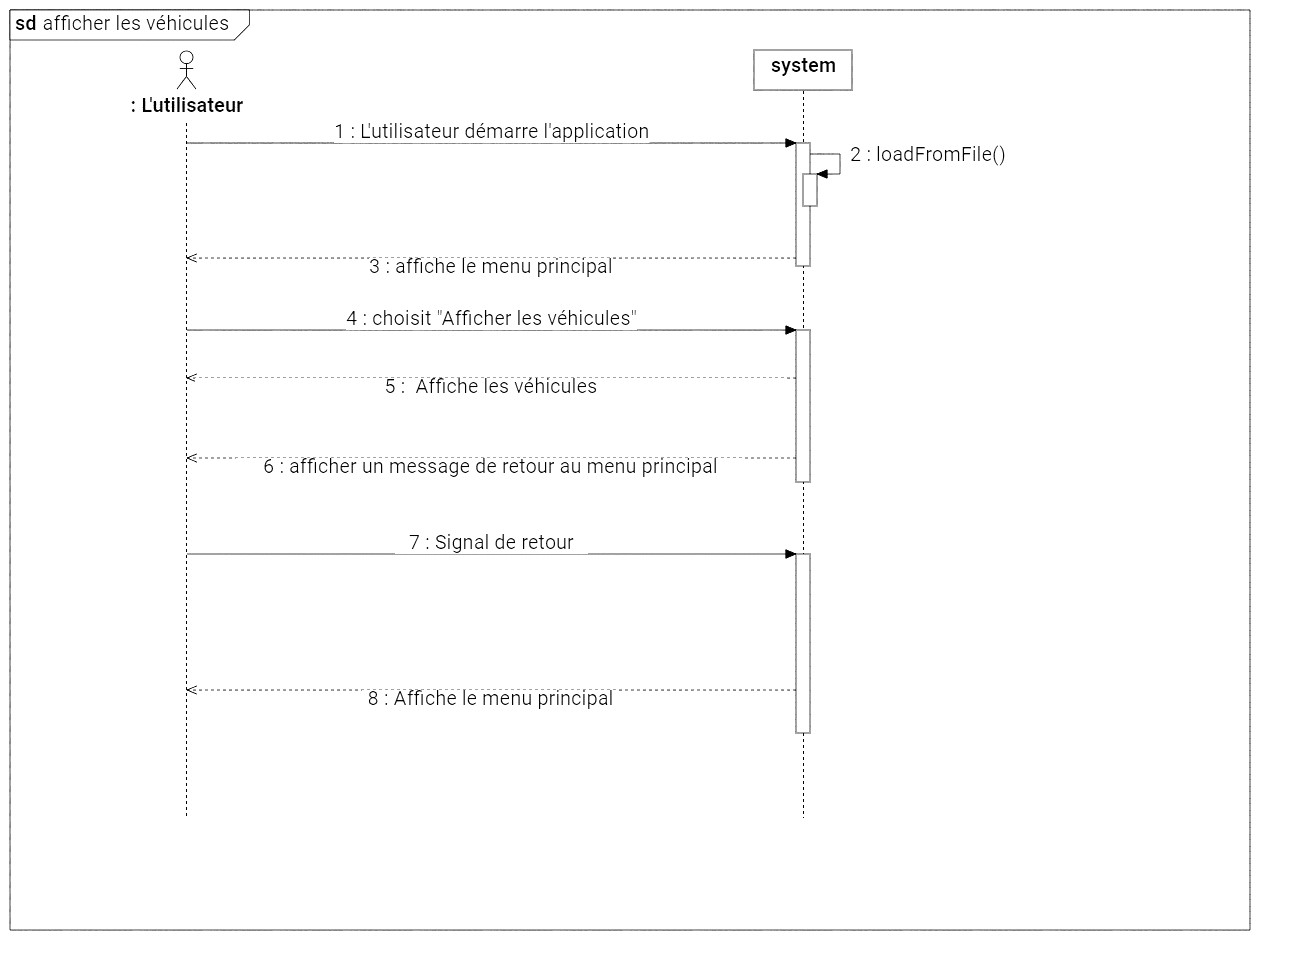 sd afficher les véhicules
system
: L'utilisateur
1 : L'utilisateur démarre l'application
2 : loadFromFile()
3 : affiche le menu principal
4 : choisit "Afficher les véhicules"
5 :  Affiche les véhicules
6 : afficher un message de retour au menu principal
7 : Signal de retour
8 : Affiche le menu principal